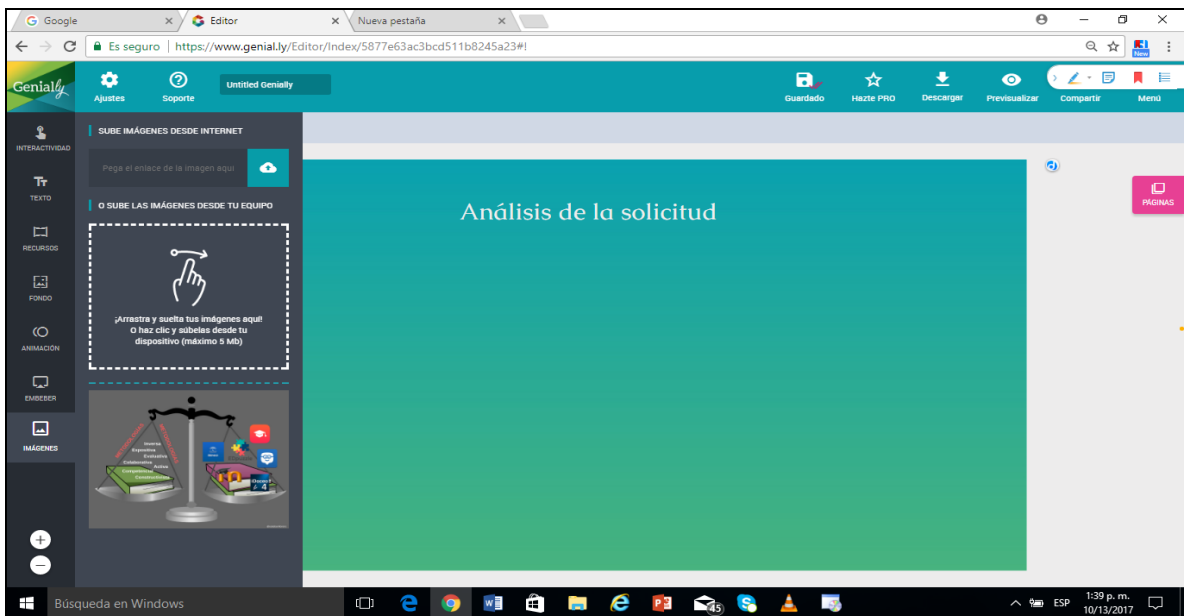 Google
Editor
Nueva pestaña
Es seguro | https://www.genial.ly/Editor/Index/5877e63ac3bcd511b8245a23#!
New
Genially
Ajustes
Soporte
Untitled Genially
Guardado
Hazte PRO
Descargar
Previsualizar
Compartir
Menú
INTERACTIVIDAD
TEXTO
RECURSOS
FONDO
ANIMACIÓN
EMBEBER
IMÁGENES
SUBE IMÁGENES DESDE INTERNET
Pega el enlace de la imagen aquí
O SUBE LAS IMÁGENES DESDE TU EQUIPO
¡Arrastra y suelta tus imágenes aquí!
O haz clic y súbelas desde tu
dispositivo (máximo 5 Mb)
Análisis de la solicitud
PÁGINAS
Búsqueda en Windows
45
ESP
1:39 p. m.
10/13/2017